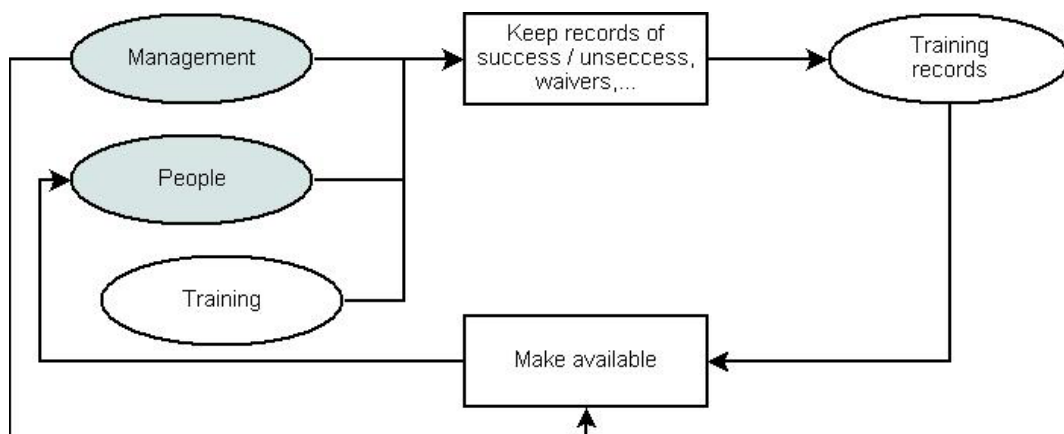 Management
Keep records of
success / unseccess,
waivers,...
Training
records
People
Training
Make available